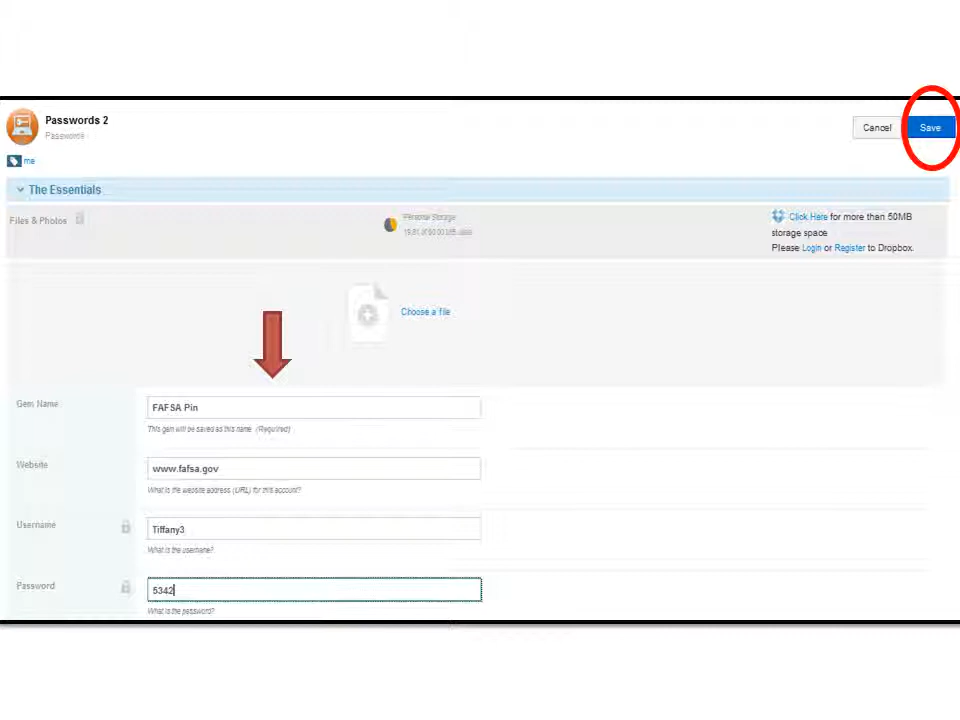 Passwords 2
Passwords
Cancel
Save
me
The Essentials
Files & Photos
Personal Storage
Click Here for more than 50MB
storage space
Please Login or Register to Dropbox.
Choose a file
Gem Name
FAFSA Pin
This gem will be saved as this name. (Required)
Website
www.fafsa.gov
What is the website address (URL) for this account?
Username
Tiffany3
What is the username?
Password
5342
What is the password?